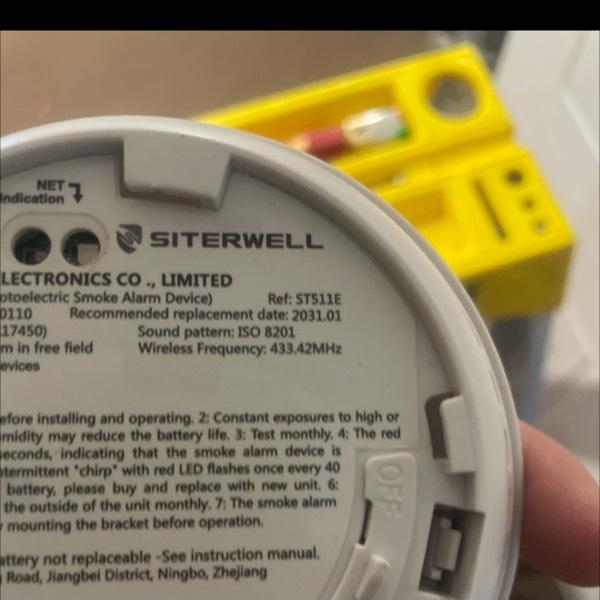 NET
Indication
SITERWELL
LECTRONICS CO ., LIMITED
otoelectric Smoke Alarm Device) Ref: ST511E
0110 Recommended replacement date: 2031.01
17450) Sound pattern: ISO 8201
m in free field Wireless Frequency: 433.42MHz
evices
efore installing and operating. 2: Constant exposures to high or
midity may reduce the battery life. 3: Test monthly. 4: The red
seconds, indicating that the smoke alarm device is
ntermittent "chirp" with red LED flashes once every 40
battery, please buy and replace with new unit. 6:
the outside of the unit monthly. 7: The smoke alarm
mounting the bracket before operation.
attery not replaceable -See instruction manual.
Road, Jiangbei District, Ningbo, Zhejiang
OFF